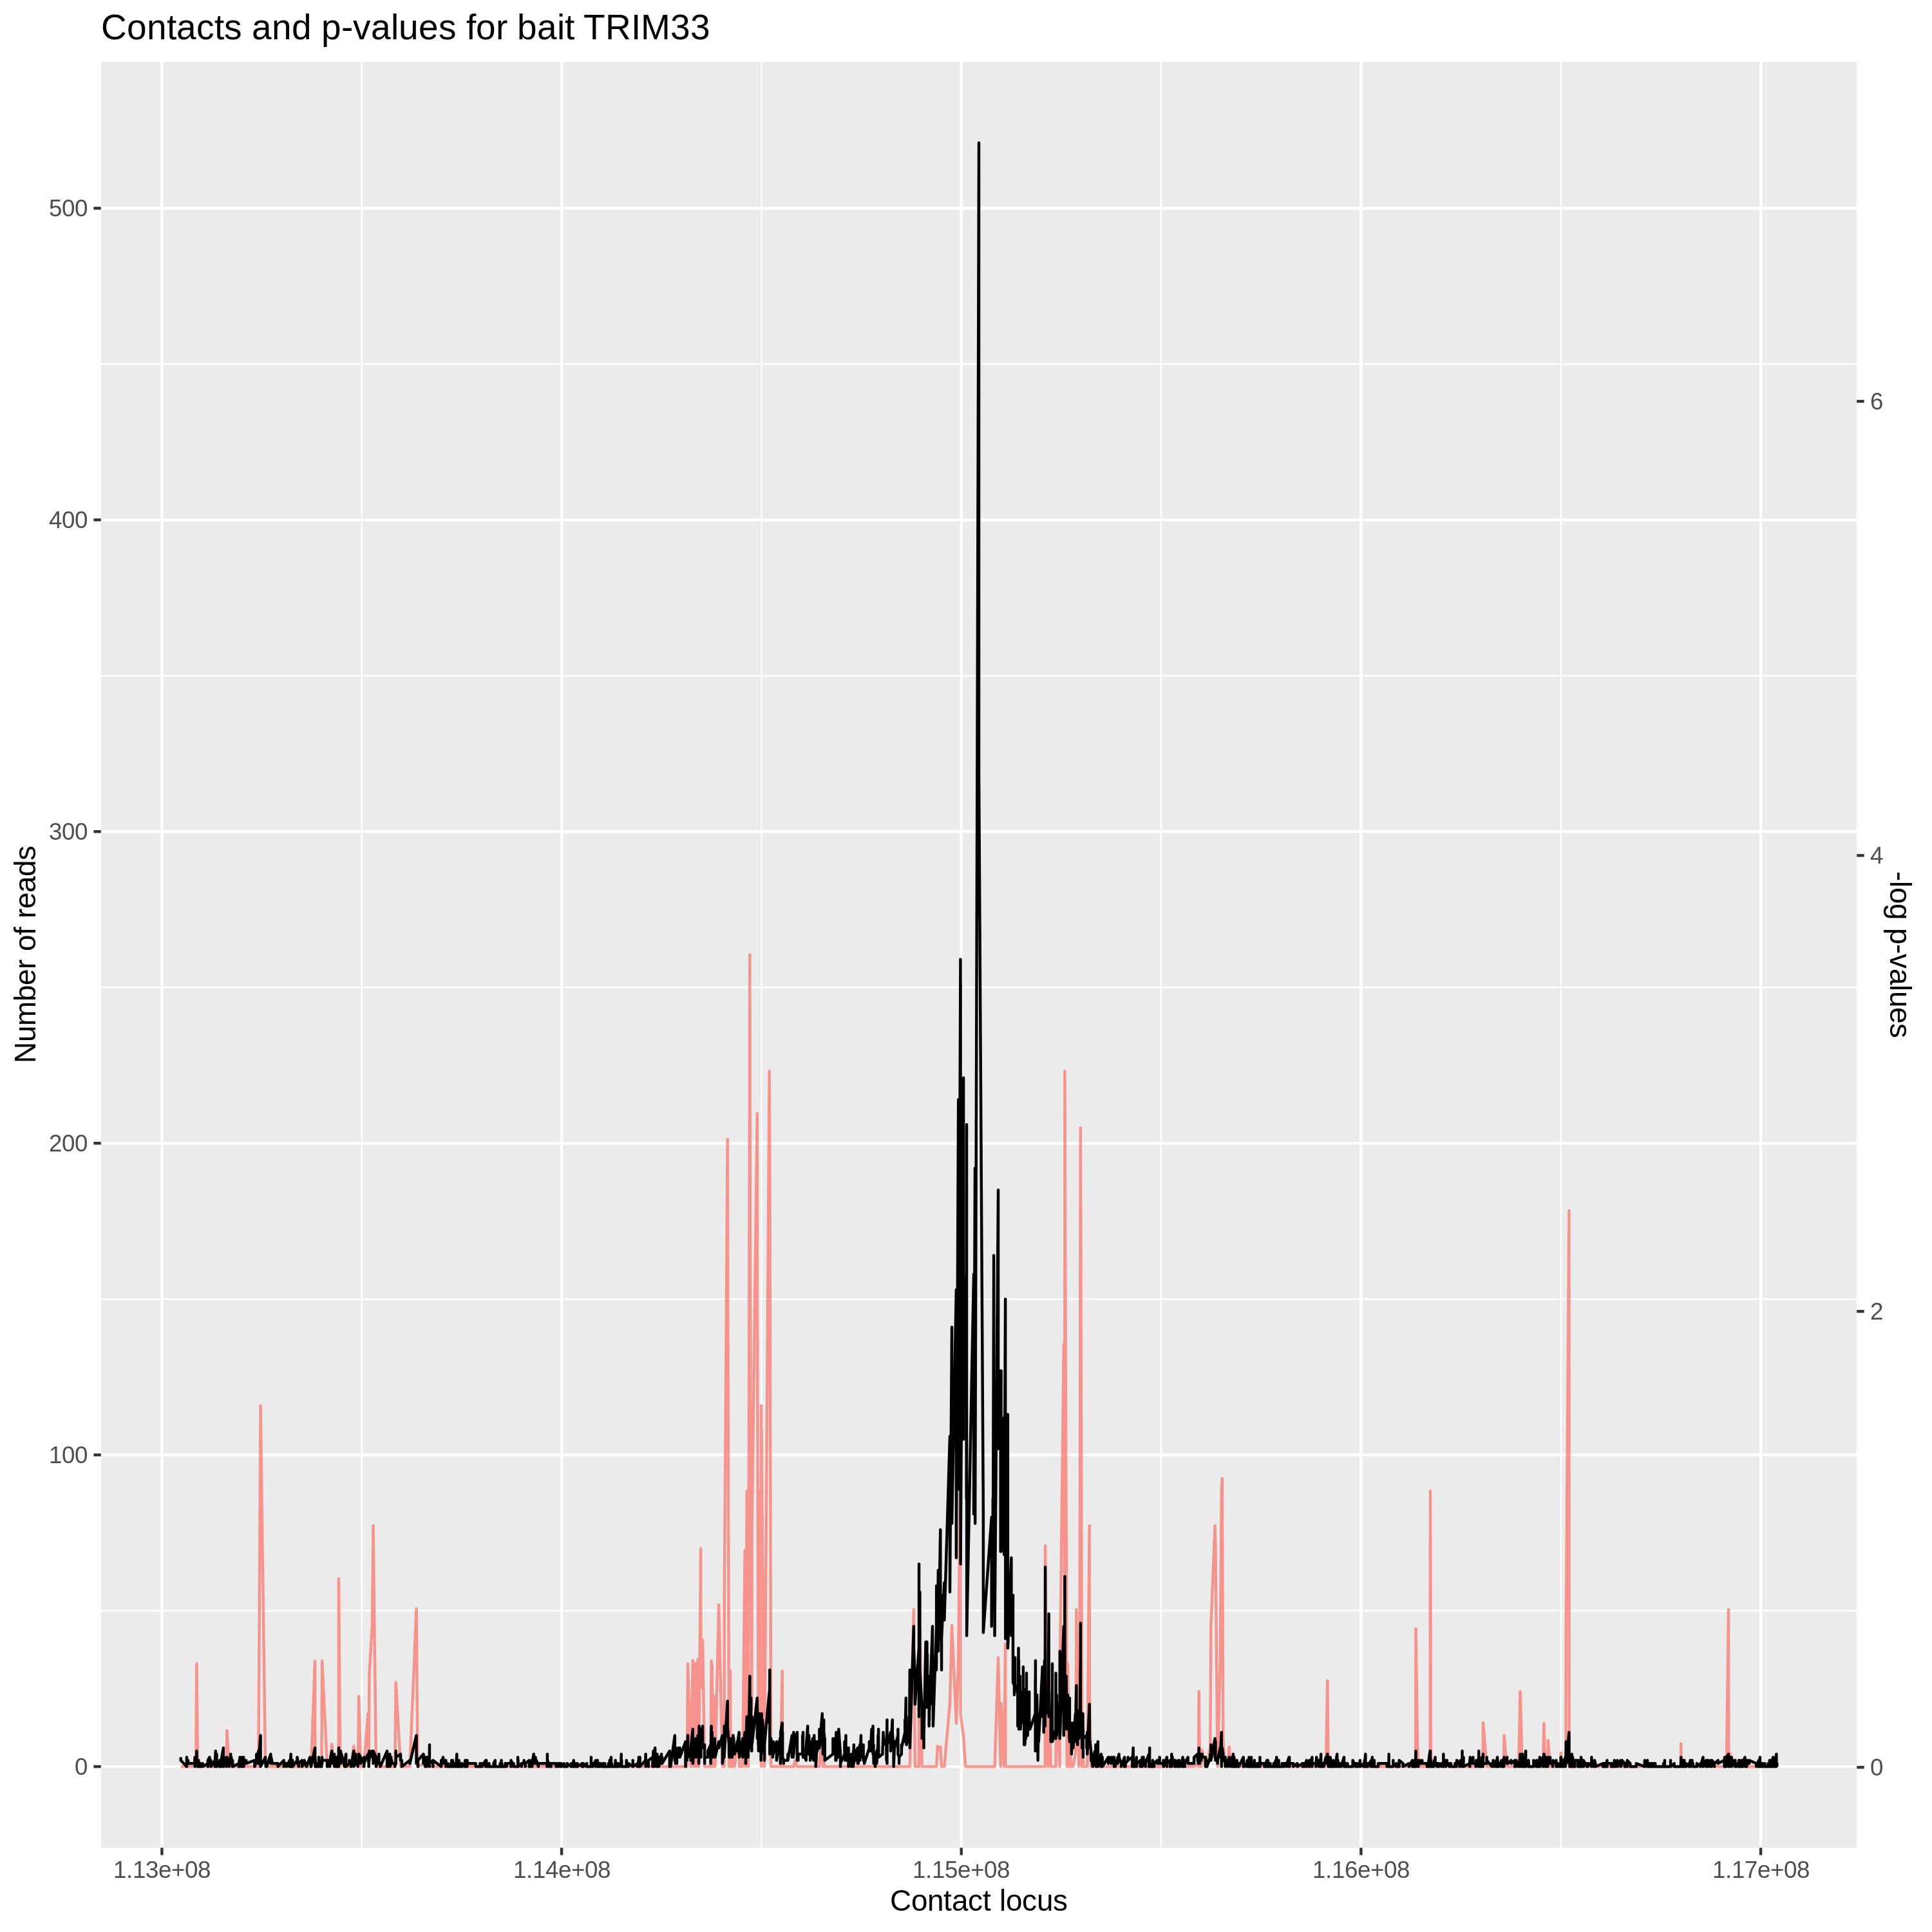 Contacts and p-values for bait TRIM33
Number of reads
500
400
300
200
100
0
6
4
2
0
-log p-values
1.13e+08
1.14e+08
1.15e+08
1.16e+08
1.17e+08
Contact locus